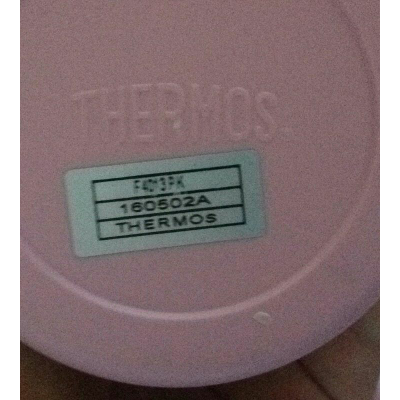 THERMOS
F4013PK
160502A
THERMOS